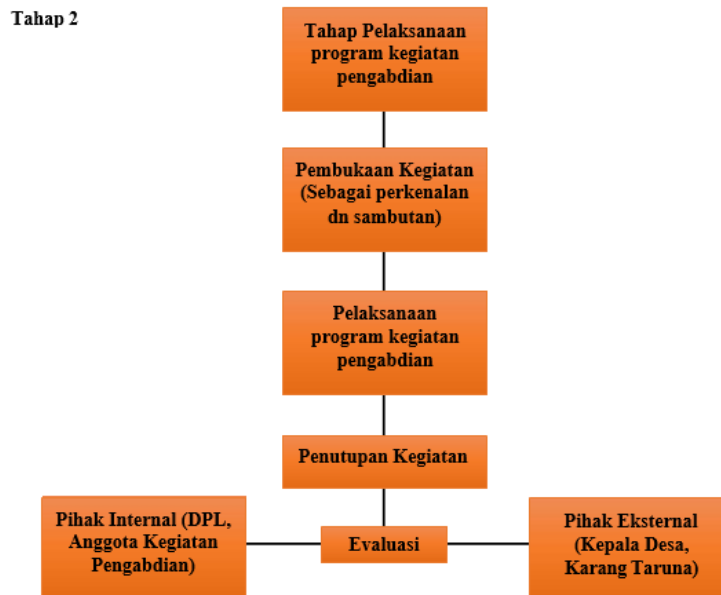 Tahap 2
Tahap Pelaksanaan
program kegiatan
pengabdian
Pembukaan Kegiatan
(Sebagai perkenalan
dn sambutan)
Pelaksanaan
program kegiatan
pengabdian
Penutupan Kegiatan
Pihak Internal (DPL,
Anggota Kegiatan
Pengabdian)
Evaluasi
Pihak Eksternal
(Kepala Desa,
Karang Taruna)